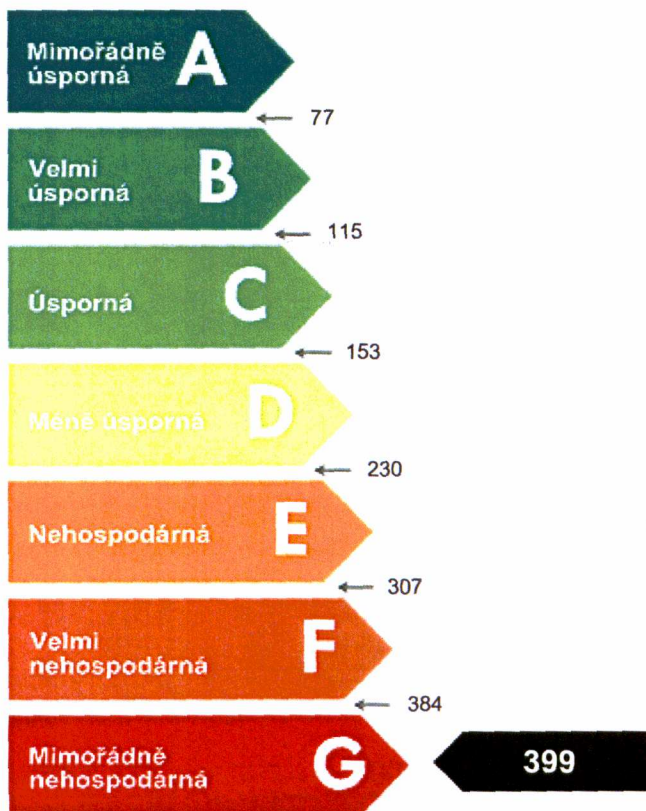 Mimořádně
úsporná
A
77
Velmi
úsporná
B
115
Úsporná
C
153
Méně úsporná
D
230
Nehospodárná
E
307
Velmi
nehospodárná
F
384
Mimořádně
nehospodárná
G
399